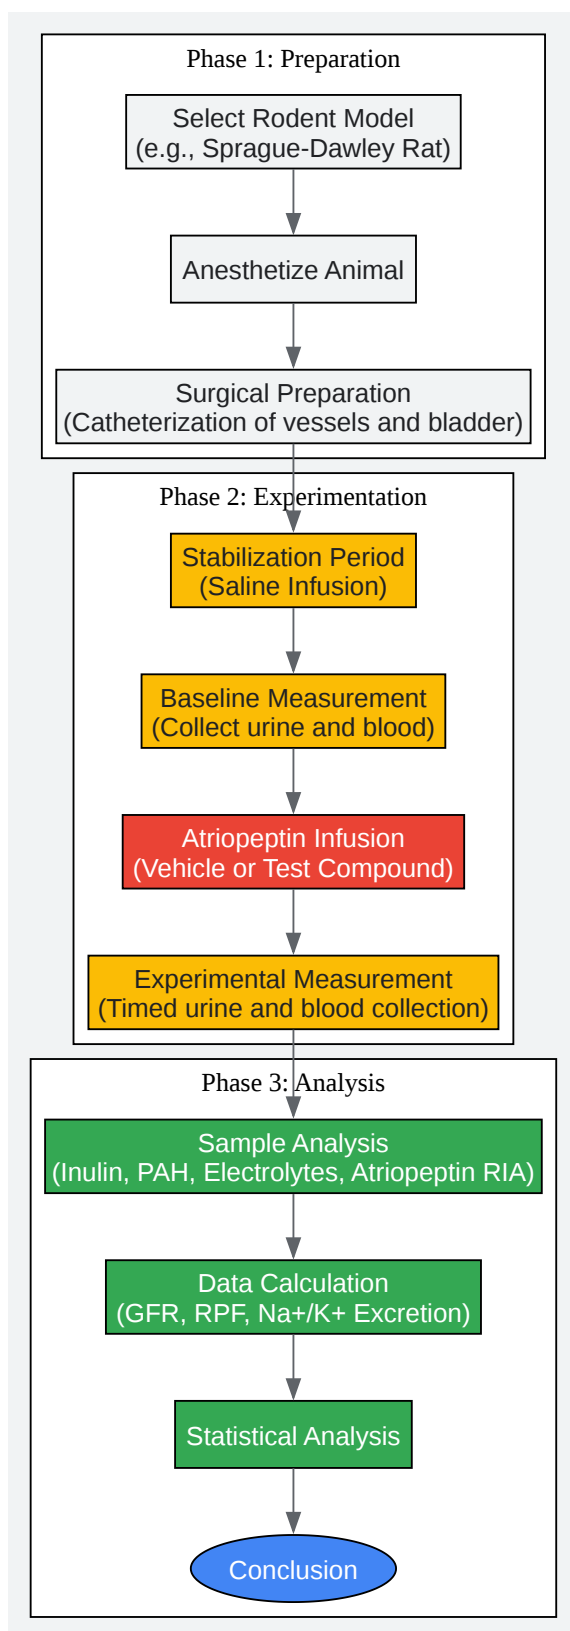 Phase 1: Preparation
Select Rodent Model
(e.g., Sprague-Dawley Rat)
Anesthetize Animal
Surgical Preparation
(Catheterization of vessels and bladder)
Phase 2: Experimentation
Stabilization Period
(Saline Infusion)
Baseline Measurement
(Collect urine and blood)
Atriopeptin Infusion
(Vehicle or Test Compound)
Experimental Measurement
(Timed urine and blood collection)
Phase 3: Analysis
Sample Analysis
(Inulin, PAH, Electrolytes, Atriopeptin RIA)
Data Calculation
(GFR, RPF, Na+/K+ Excretion)
Statistical Analysis
Conclusion